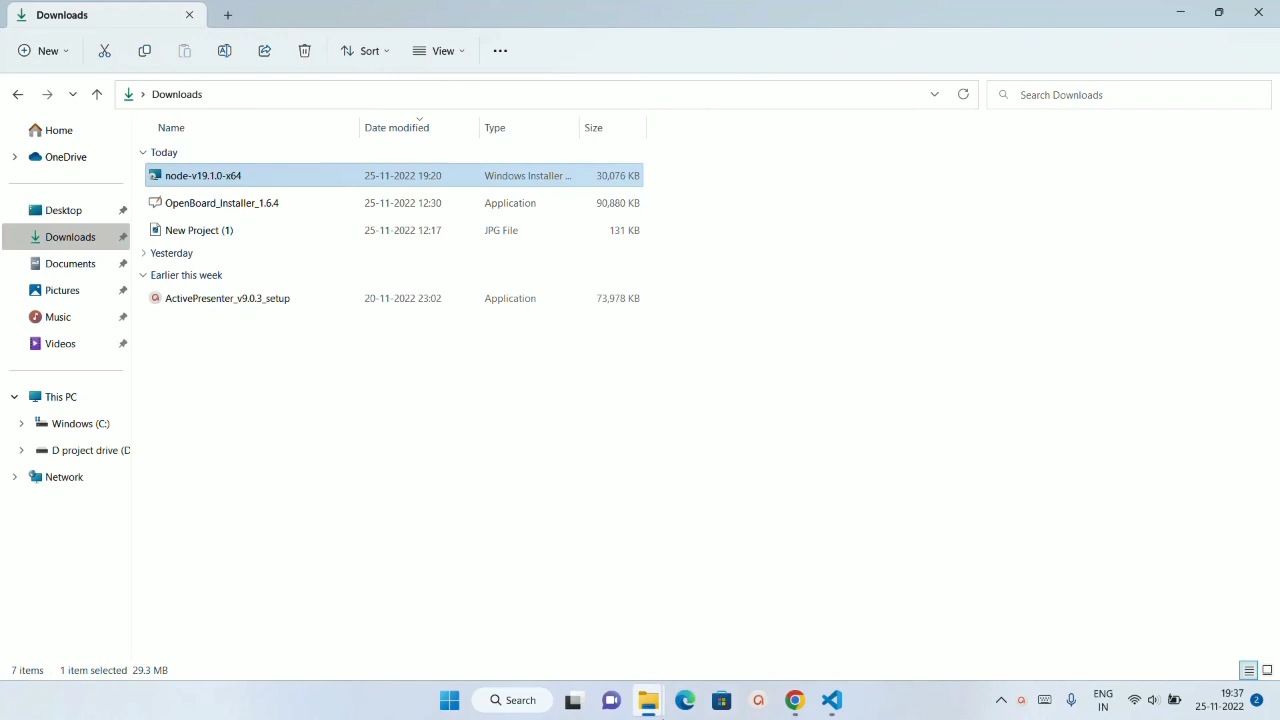 Downloads
New
Sort
View
Downloads
Search Downloads
Home
OneDrive
Desktop
Downloads
Documents
Pictures
Music
Videos
This PC
Windows (C:)
D project drive (D
Network
Name Date modified Type Size
Today
node-v19.1.0-x64 25-11-2022 19:20 Windows Installer ... 30,076 KB
OpenBoard_Installer_1.6.4 25-11-2022 12:30 Application 90,880 KB
New Project (1) 25-11-2022 12:17 JPG File 131 KB
Yesterday
Earlier this week
ActivePresenter_v9.0.3_setup 20-11-2022 23:02 Application 73,978 KB
7 items 1 item selected 29.3 MB
Search
ENG
IN
19:37
25-11-2022
2